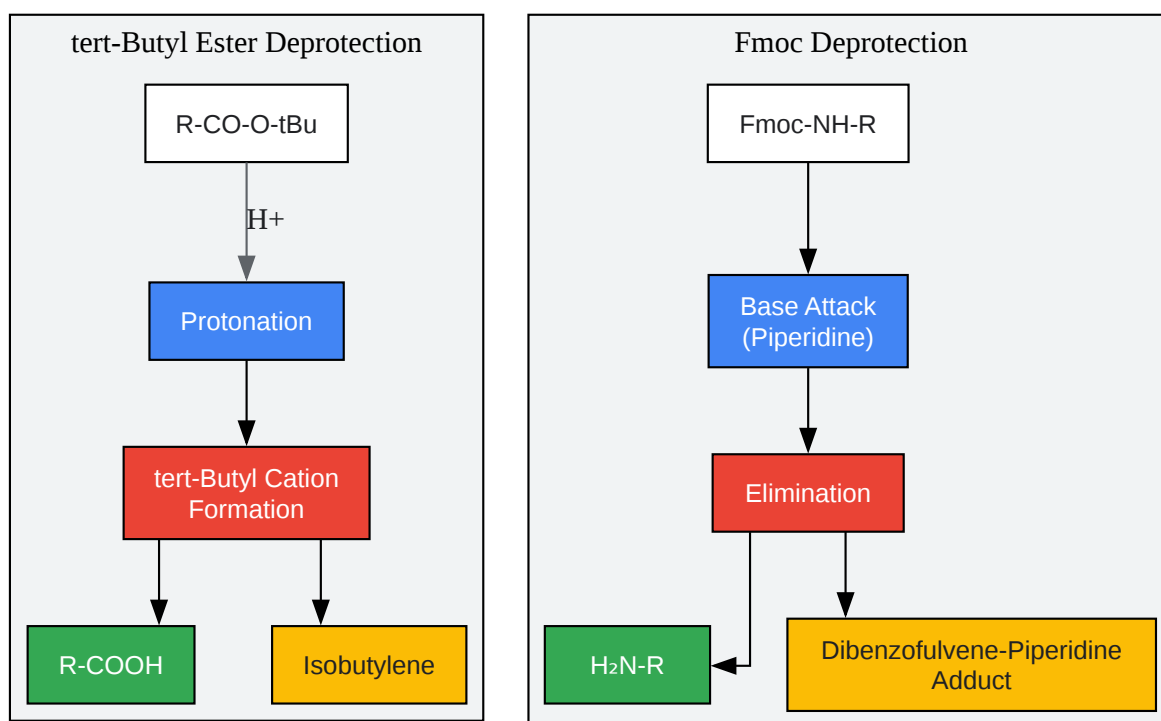 tert-Butyl Ester Deprotection
R-CO-O-tBu
H+
Protonation
tert-Butyl Cation
Formation
R-COOH
Isobutylene
Fmoc Deprotection
Fmoc-NH-R
Base Attack
(Piperidine)
Elimination
H₂N-R
Dibenzofulvene-Piperidine
Adduct